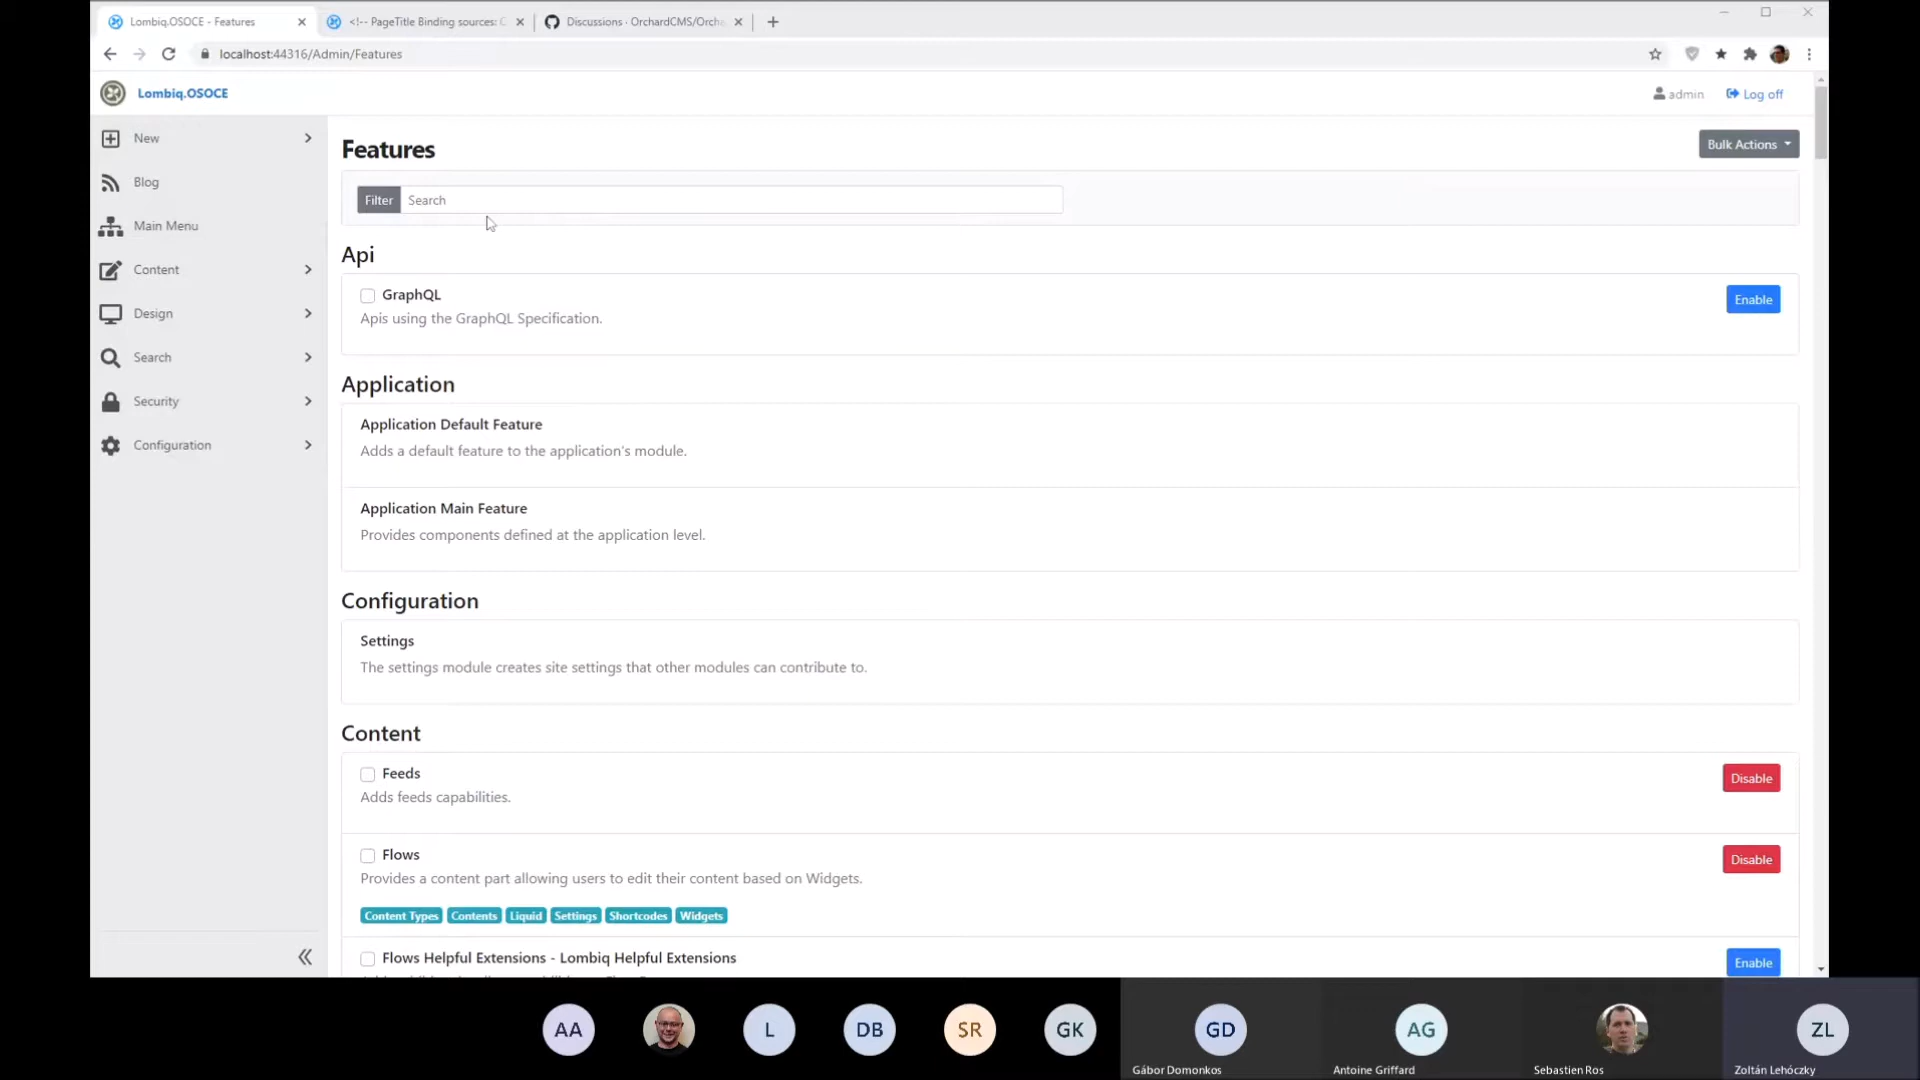 Lombiq.OSOCE - Features
<!-- PageTitle Binding sources:
Discussions · OrchardCMS/Orch
localhost:44316/Admin/Features
Lombiq.OSOCE
admin
Log off
New
Blog
Main Menu
Content
Design
Search
Security
Configuration
Features
Bulk Actions
Filter
Search
Api
GraphQL
Enable
Apis using the GraphQL Specification.
Application
Application Default Feature
Adds a default feature to the application's module.
Application Main Feature
Provides components defined at the application level.
Configuration
Settings
The settings module creates site settings that other modules can contribute to.
Content
Feeds
Disable
Adds feeds capabilities.
Flows
Disable
Provides a content part allowing users to edit their content based on Widgets.
Content Types Contents Liquid Settings Shortcodes Widgets
Flows Helpful Extensions - Lombiq Helpful Extensions
Enable
AA
L
DB
SR
GK
GD
AG
ZL
Gábor Domonkos
Antoine Griffard
Sebastien Ros
Zoltán Lehóczky